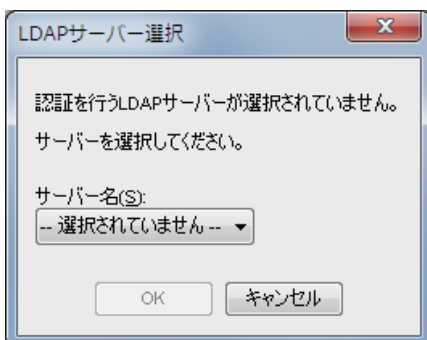 LDAPサーバー選択
認証を行うLDAPサーバーが選択されていません。
サーバーを選択してください。
サーバー名(S):
-- 選択されていません --
OK
キャンセル